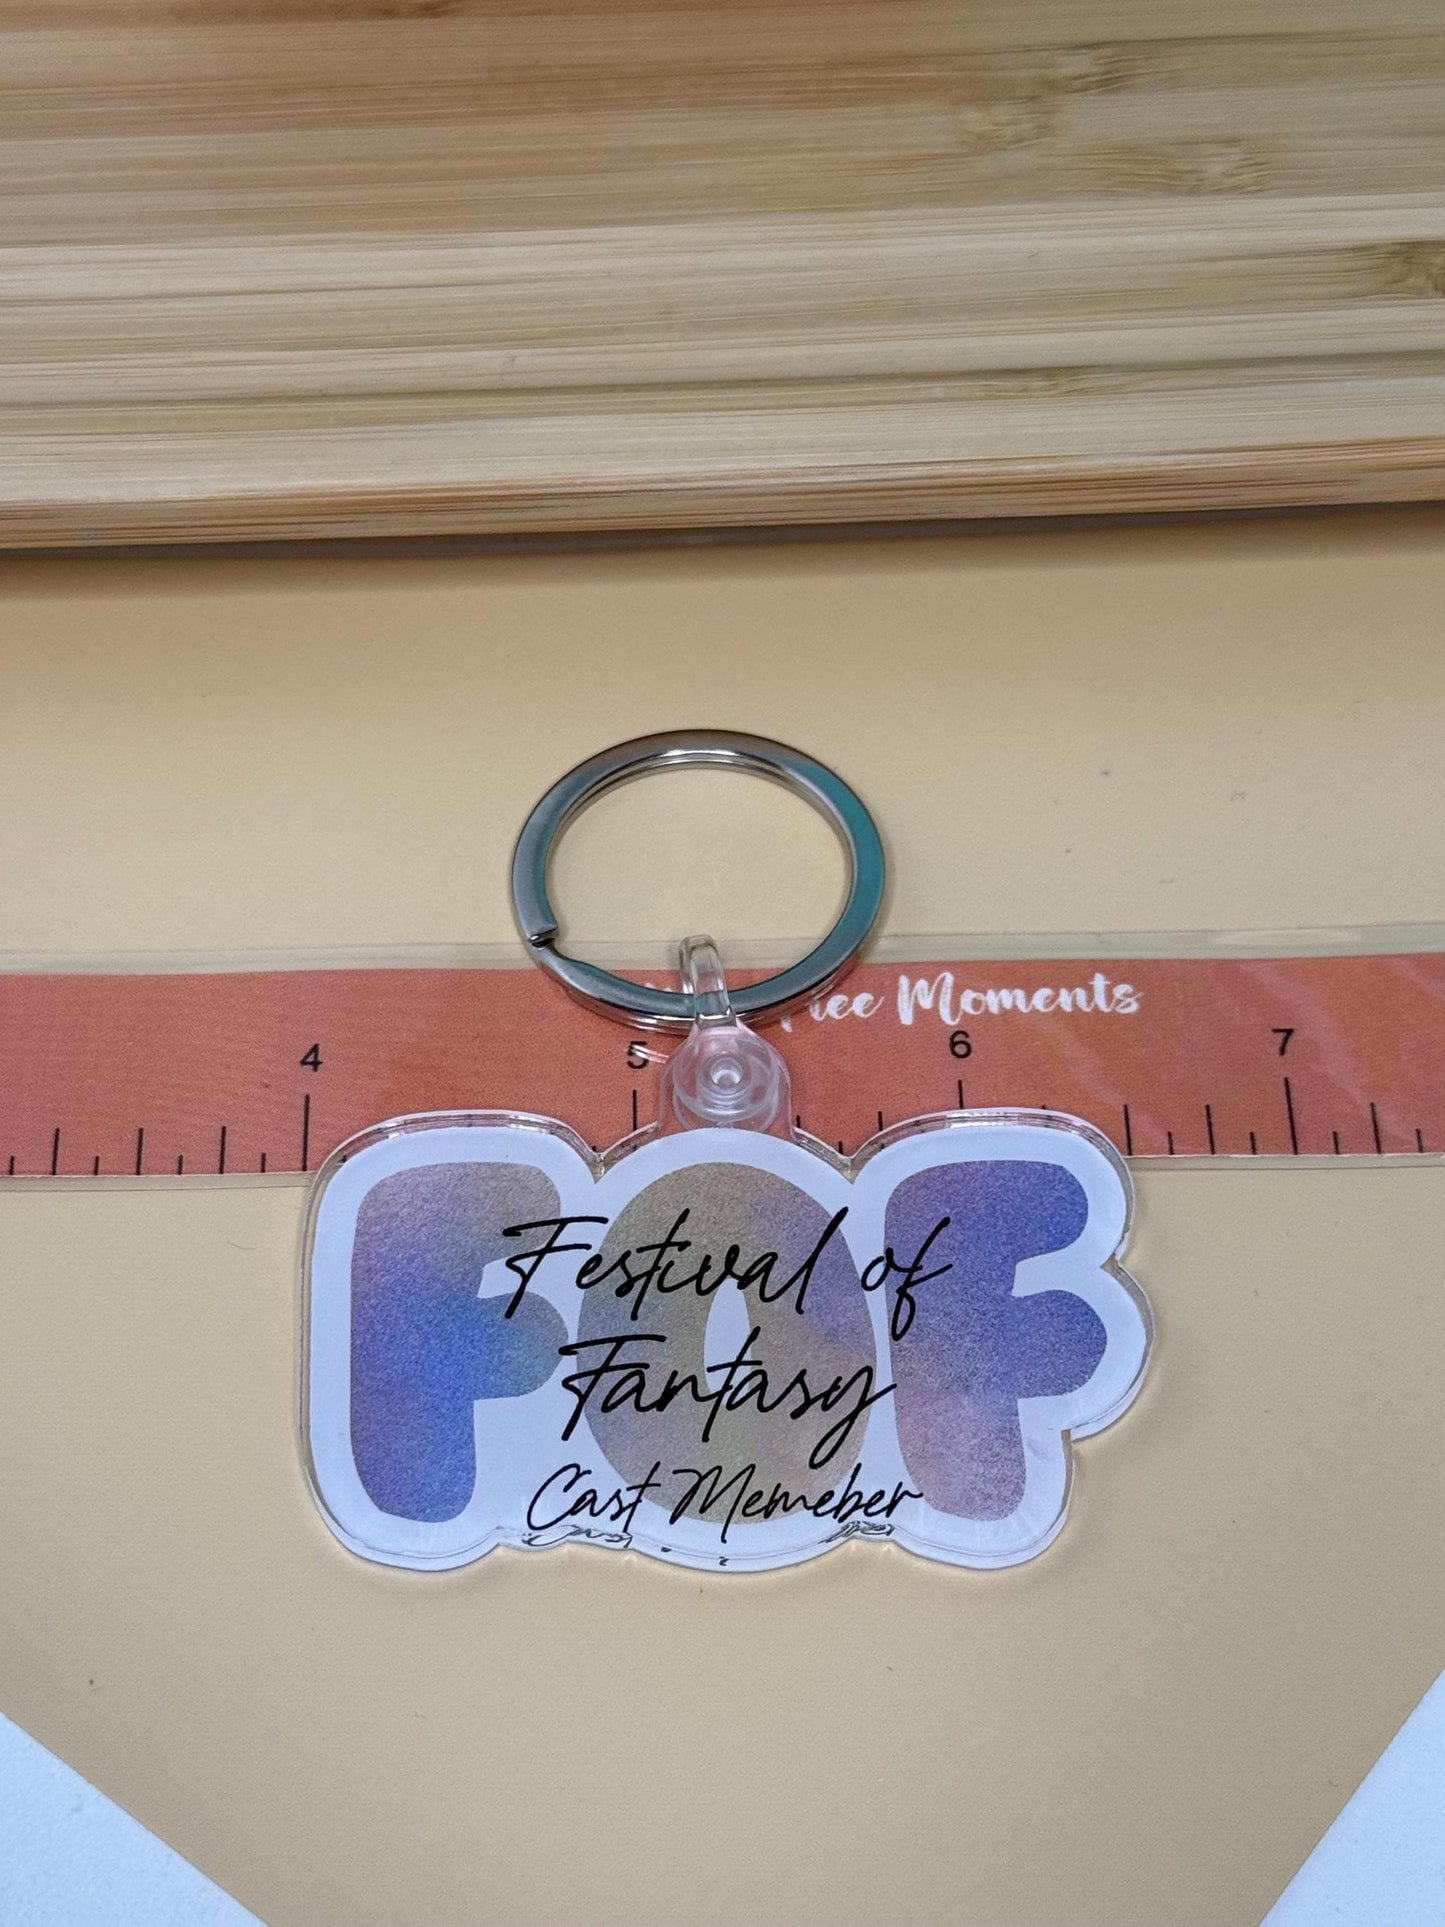 Moments
4 5 6 7
FOF
Festival of
Fantasy
Cast Memeber